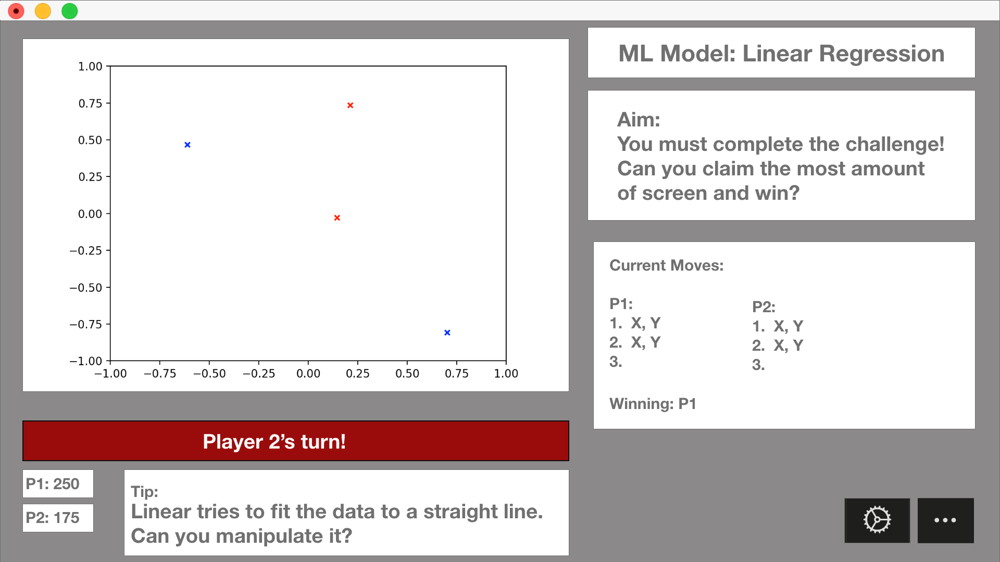 ML Model: Linear Regression
1.00
0.75
0.50
0.25
0.00
−0.25
−0.50
−0.75
−1.00
−1.00 −0.75 −0.50 −0.25 0.00 0.25 0.50 0.75 1.00
Aim:
You must complete the challenge!
Can you claim the most amount
of screen and win?
Current Moves:
P1:
1. X, Y
2. X, Y
3.
P2:
1. X, Y
2. X, Y
3.
Winning: P1
Player 2’s turn!
P1: 250
P2: 175
Tip:
Linear tries to fit the data to a straight line.
Can you manipulate it?